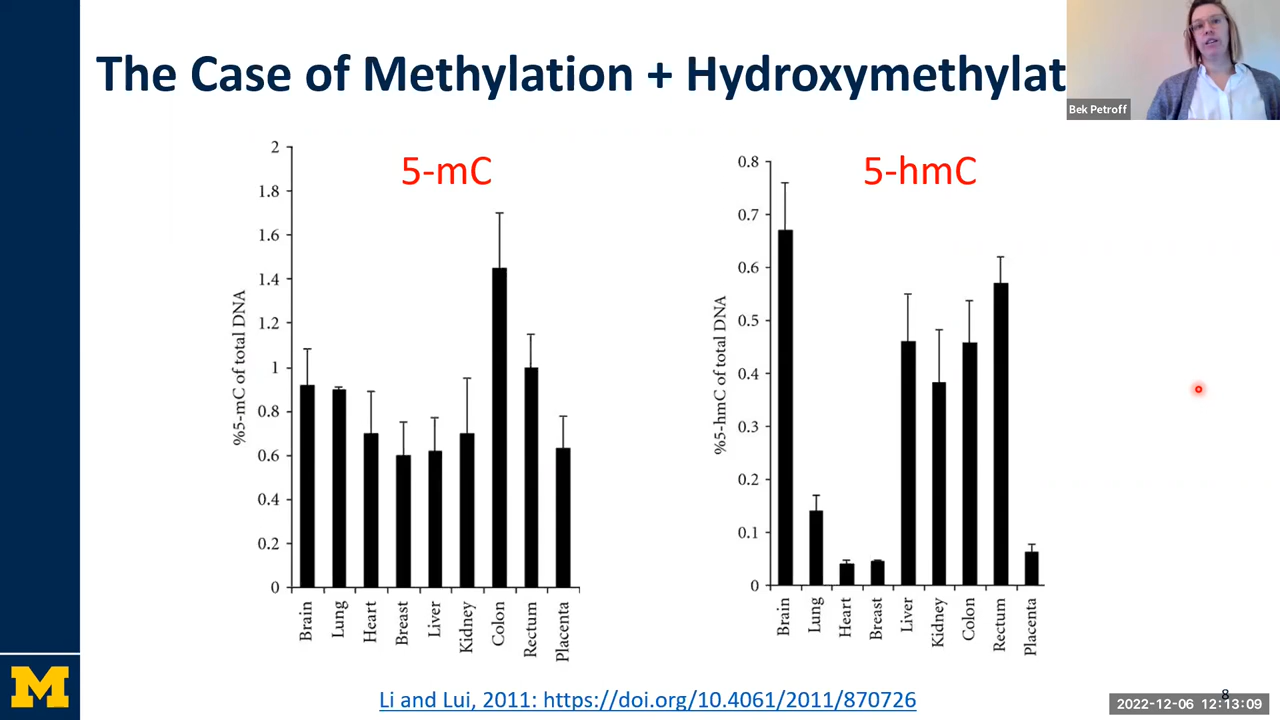 The Case of Methylation + Hydroxymethylat
Bek Petroff
5-mC
%5-mC of total DNA
2
1.8
1.6
1.4
1.2
1
0.8
0.6
0.4
0.2
0
Brain
Lung
Heart
Breast
Liver
Kidney
Colon
Rectum
Placenta
5-hmC
%5-hmC of total DNA
0.8
0.7
0.6
0.5
0.4
0.3
0.2
0.1
0
Brain
Lung
Heart
Breast
Liver
Kidney
Colon
Rectum
Placenta
Li and Lui, 2011: https://doi.org/10.4061/2011/870726
M
8
2022-12-06 12:13:09